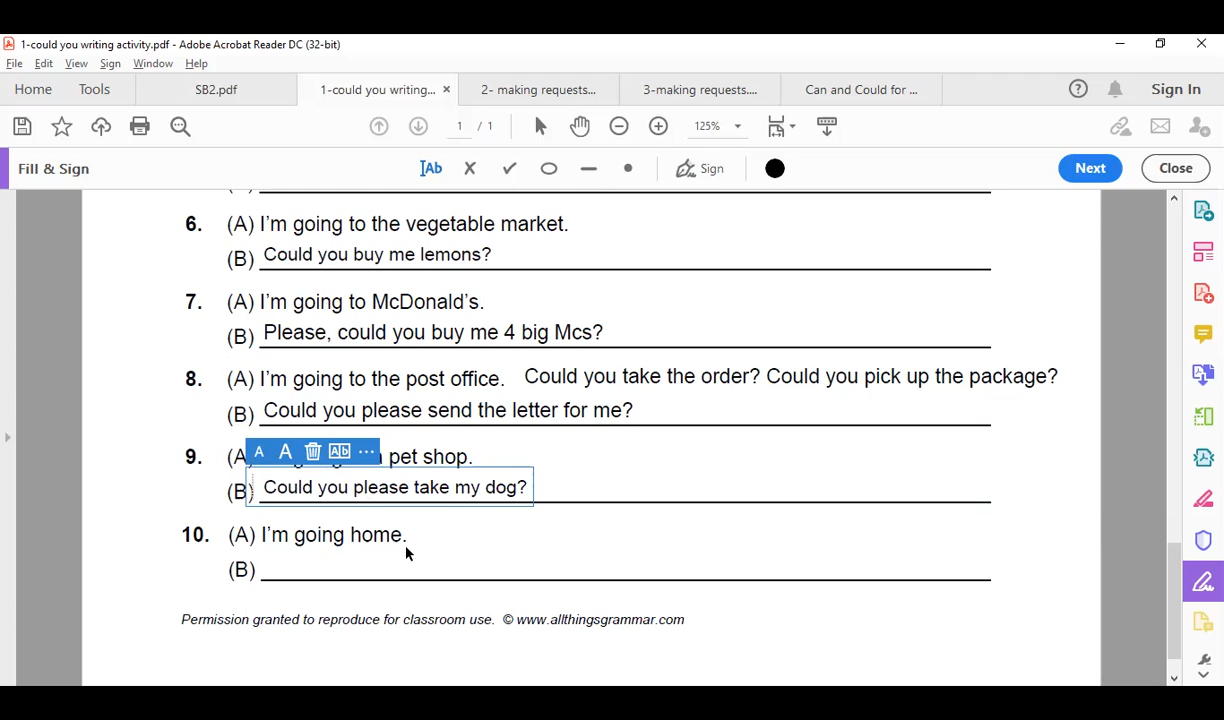 1-could you writing activity.pdf - Adobe Acrobat Reader DC (32-bit)
File Edit View Sign Window Help
Home Tools SB2.pdf 1-could you writing... × 2- making requests... 3-making requests.... Can and Could for ... Sign In
1 / 1 125%
Fill & Sign Ab Sign Next Close
6. (A) I'm going to the vegetable market.
(B) Could you buy me lemons?
7. (A) I'm going to McDonald's.
(B) Please, could you buy me 4 big Mcs?
8. (A) I'm going to the post office. Could you take the order? Could you pick up the package?
(B) Could you please send the letter for me?
A A Ab ...
9. (A pet shop.
(B) Could you please take my dog?
10. (A) I'm going home.
(B)
Permission granted to reproduce for classroom use. © www.allthingsgrammar.com